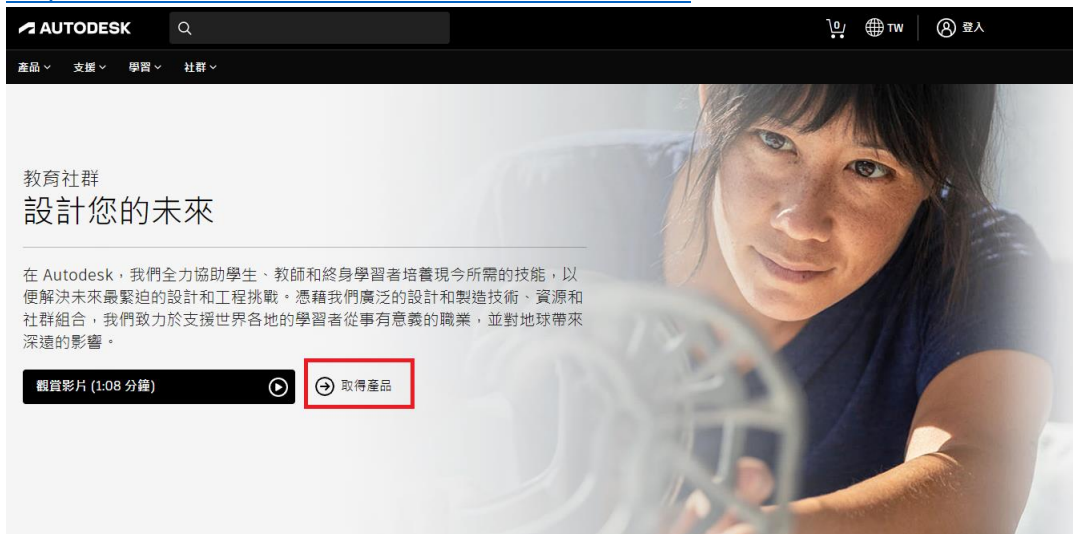 AUTODESK
0
TW
登入
產品
支援
學習
社群
教育社群
設計您的未來
在 Autodesk，我們全力協助學生、教師和終身學習者培養現今所需的技能，以
便解決未來最緊迫的設計和工程挑戰。憑藉我們廣泛的設計和製造技術、資源和
社群組合，我們致力於支援世界各地的學習者從事有意義的職業，並對地球帶來
深遠的影響。
觀賞影片 (1:08 分鐘)
取得產品